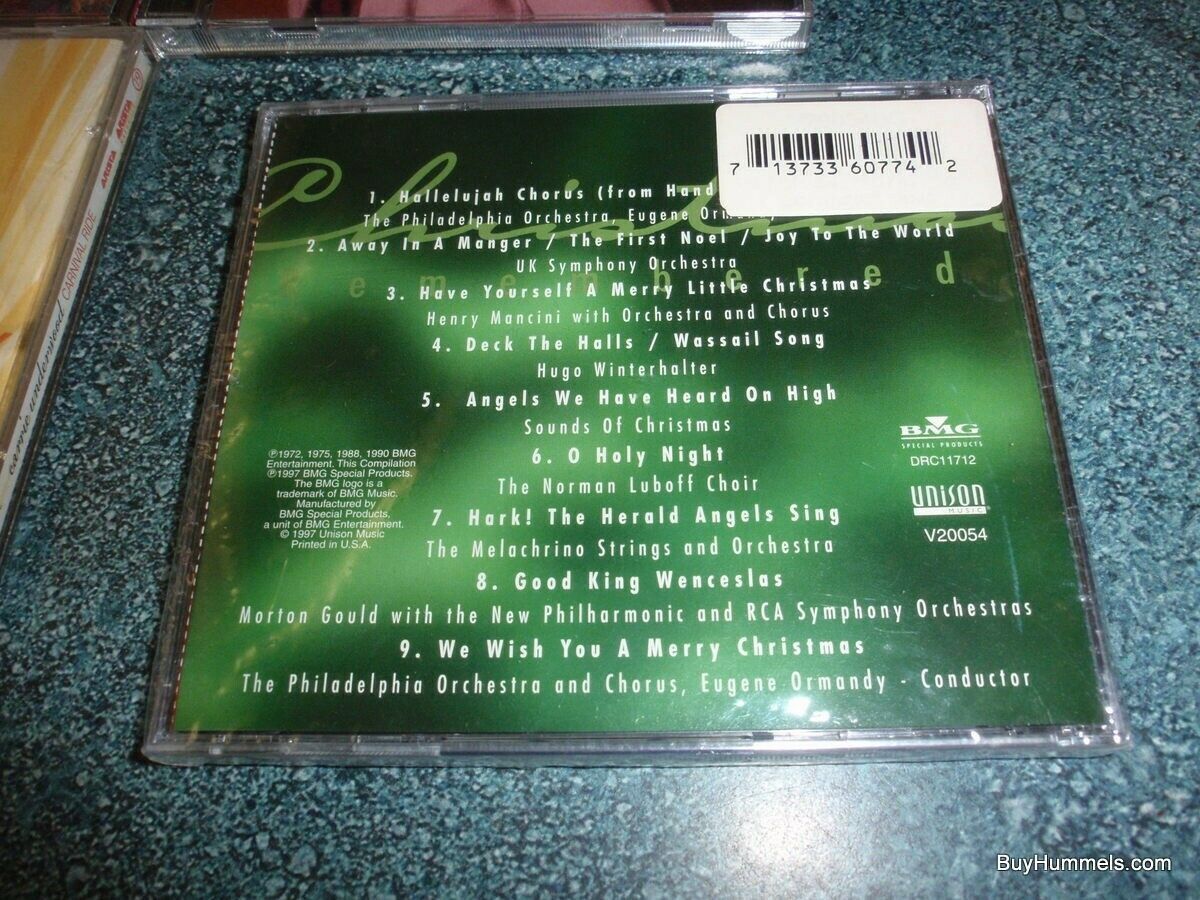 7 13733 60774 2
Christmas
Remembered
1. Hallelujah Chorus (from Hand
The Philadelphia Orchestra, Eugene Ormandy
2. Away In A Manger / The First Noel / Joy To The World
UK Symphony Orchestra
3. Have Yourself A Merry Little Christmas
Henry Mancini with Orchestra and Chorus
4. Deck The Halls / Wassail Song
Hugo Winterhalter
5. Angels We Have Heard On High
Sounds Of Christmas
6. O Holy Night
The Norman Luboff Choir
7. Hark! The Herald Angels Sing
The Melachrino Strings and Orchestra
8. Good King Wenceslas
Morton Gould with the New Philharmonic and RCA Symphony Orchestras
9. We Wish You A Merry Christmas
The Philadelphia Orchestra and Chorus, Eugene Ormandy - Conductor
℗1972, 1975, 1988, 1990 BMG
Entertainment. This Compilation
℗1997 BMG Special Products.
The BMG logo is a
trademark of BMG Music.
Manufactured by
BMG Special Products,
a unit of BMG Entertainment.
© 1997 Unison Music
Printed in U.S.A.
BMG
SPECIAL PRODUCTS
DRC11712
UNISON
MUSIC
V20054
carrie underwood CARNIVAL RIDE ARISTA ARISTA 19
BuyHummels.com